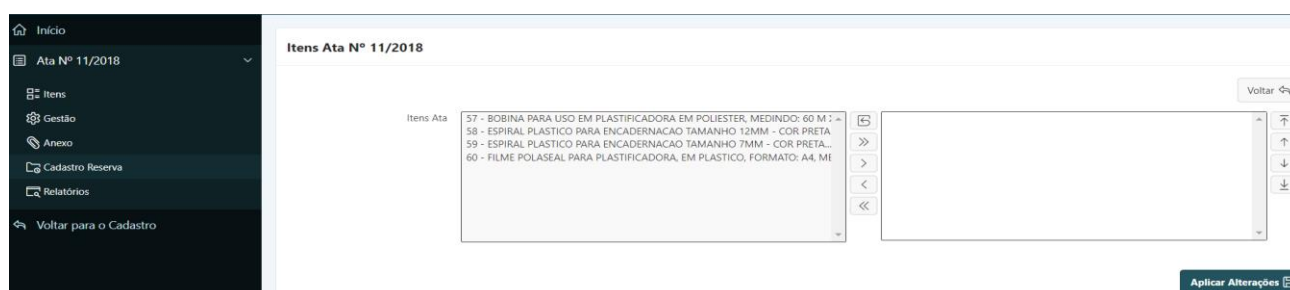 Início
Ata Nº 11/2018
Itens
Gestão
Anexo
Cadastro Reserva
Relatórios
Voltar para o Cadastro
Itens Ata Nº 11/2018
Voltar
Itens Ata
57 - BOBINA PARA USO EM PLASTIFICADORA EM POLIESTER, MEDINDO: 60 M
58 - ESPIRAL PLASTICO PARA ENCADERNACAO TAMANHO 12MM - COR PRETA
59 - ESPIRAL PLASTICO PARA ENCADERNACAO TAMANHO 7MM - COR PRETA...
60 - FILME POLASEAL PARA PLASTIFICADORA, EM PLASTICO, FORMATO: A4, ME
Aplicar Alterações